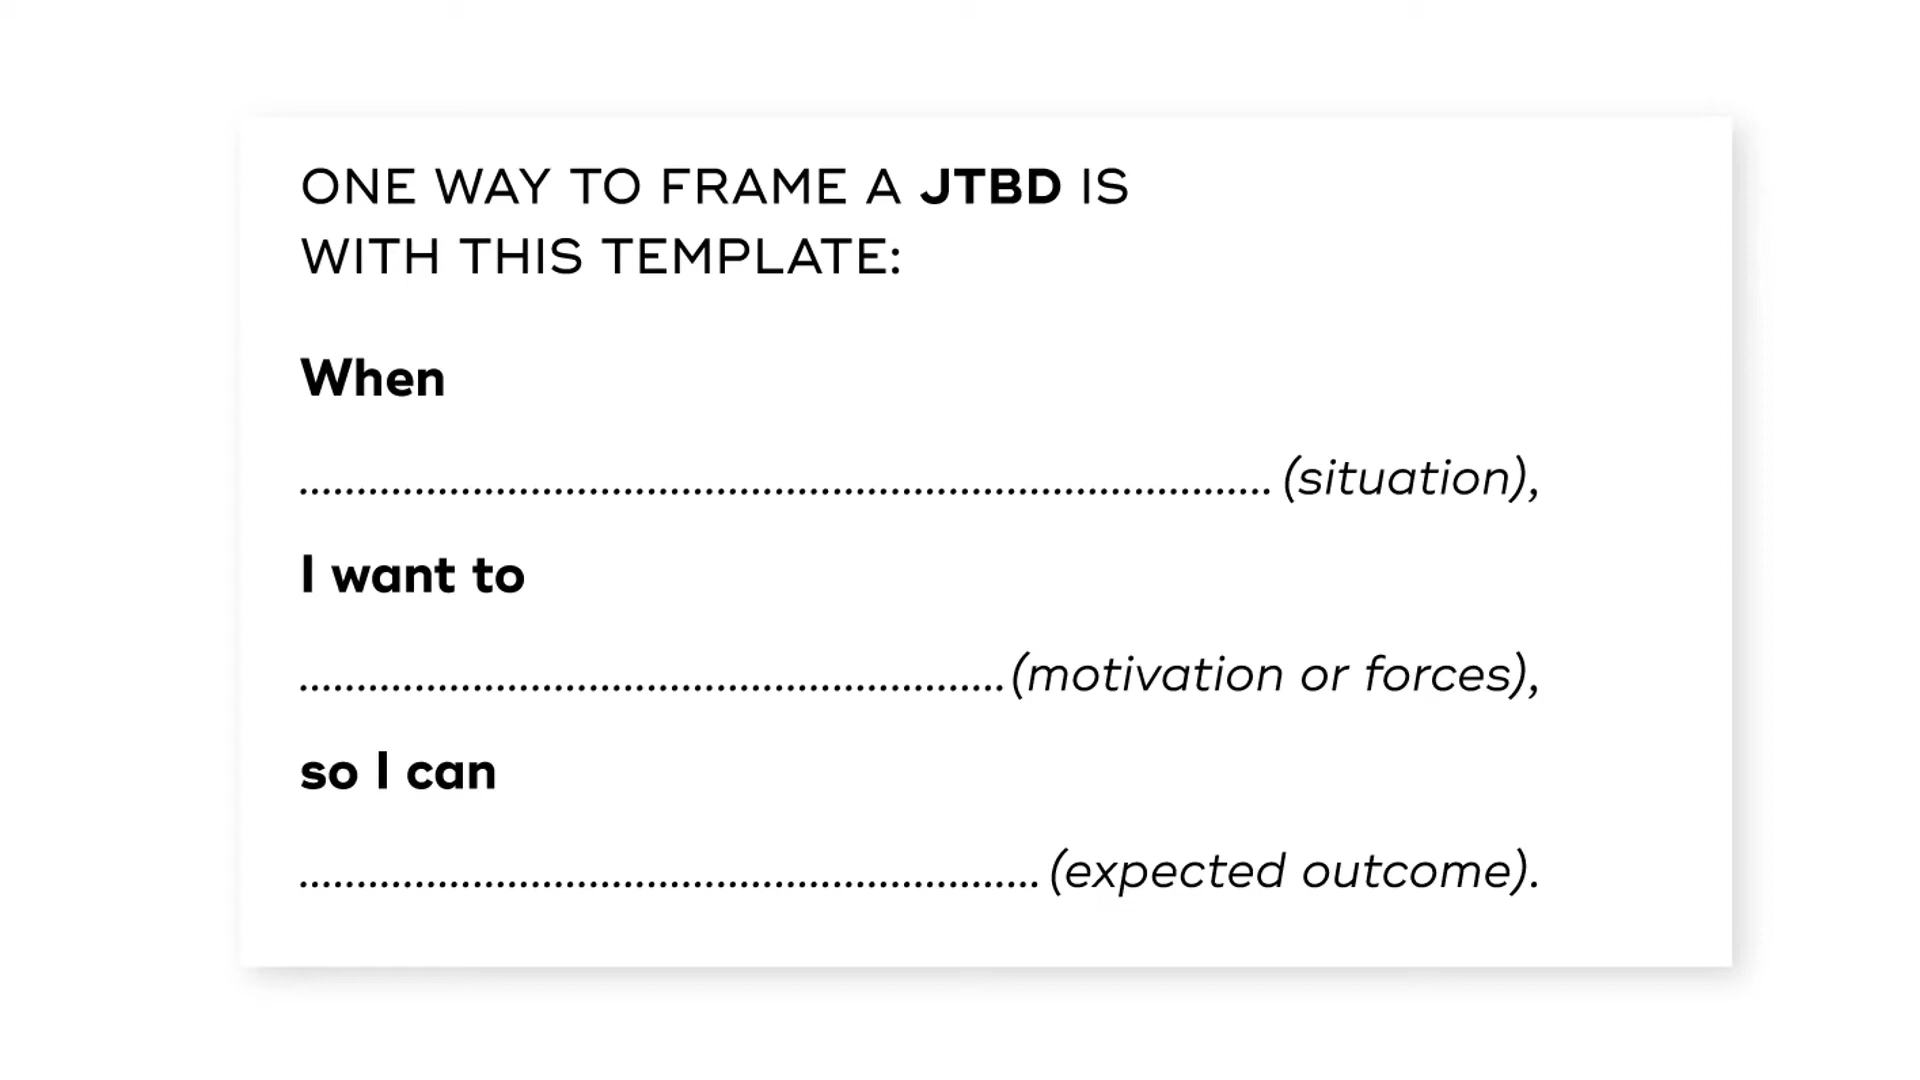 ONE WAY TO FRAME A JTBD IS
WITH THIS TEMPLATE:
When
..................................................................................... (situation),
I want to
.............................................................. (motivation or forces),
so I can
................................................................. (expected outcome).